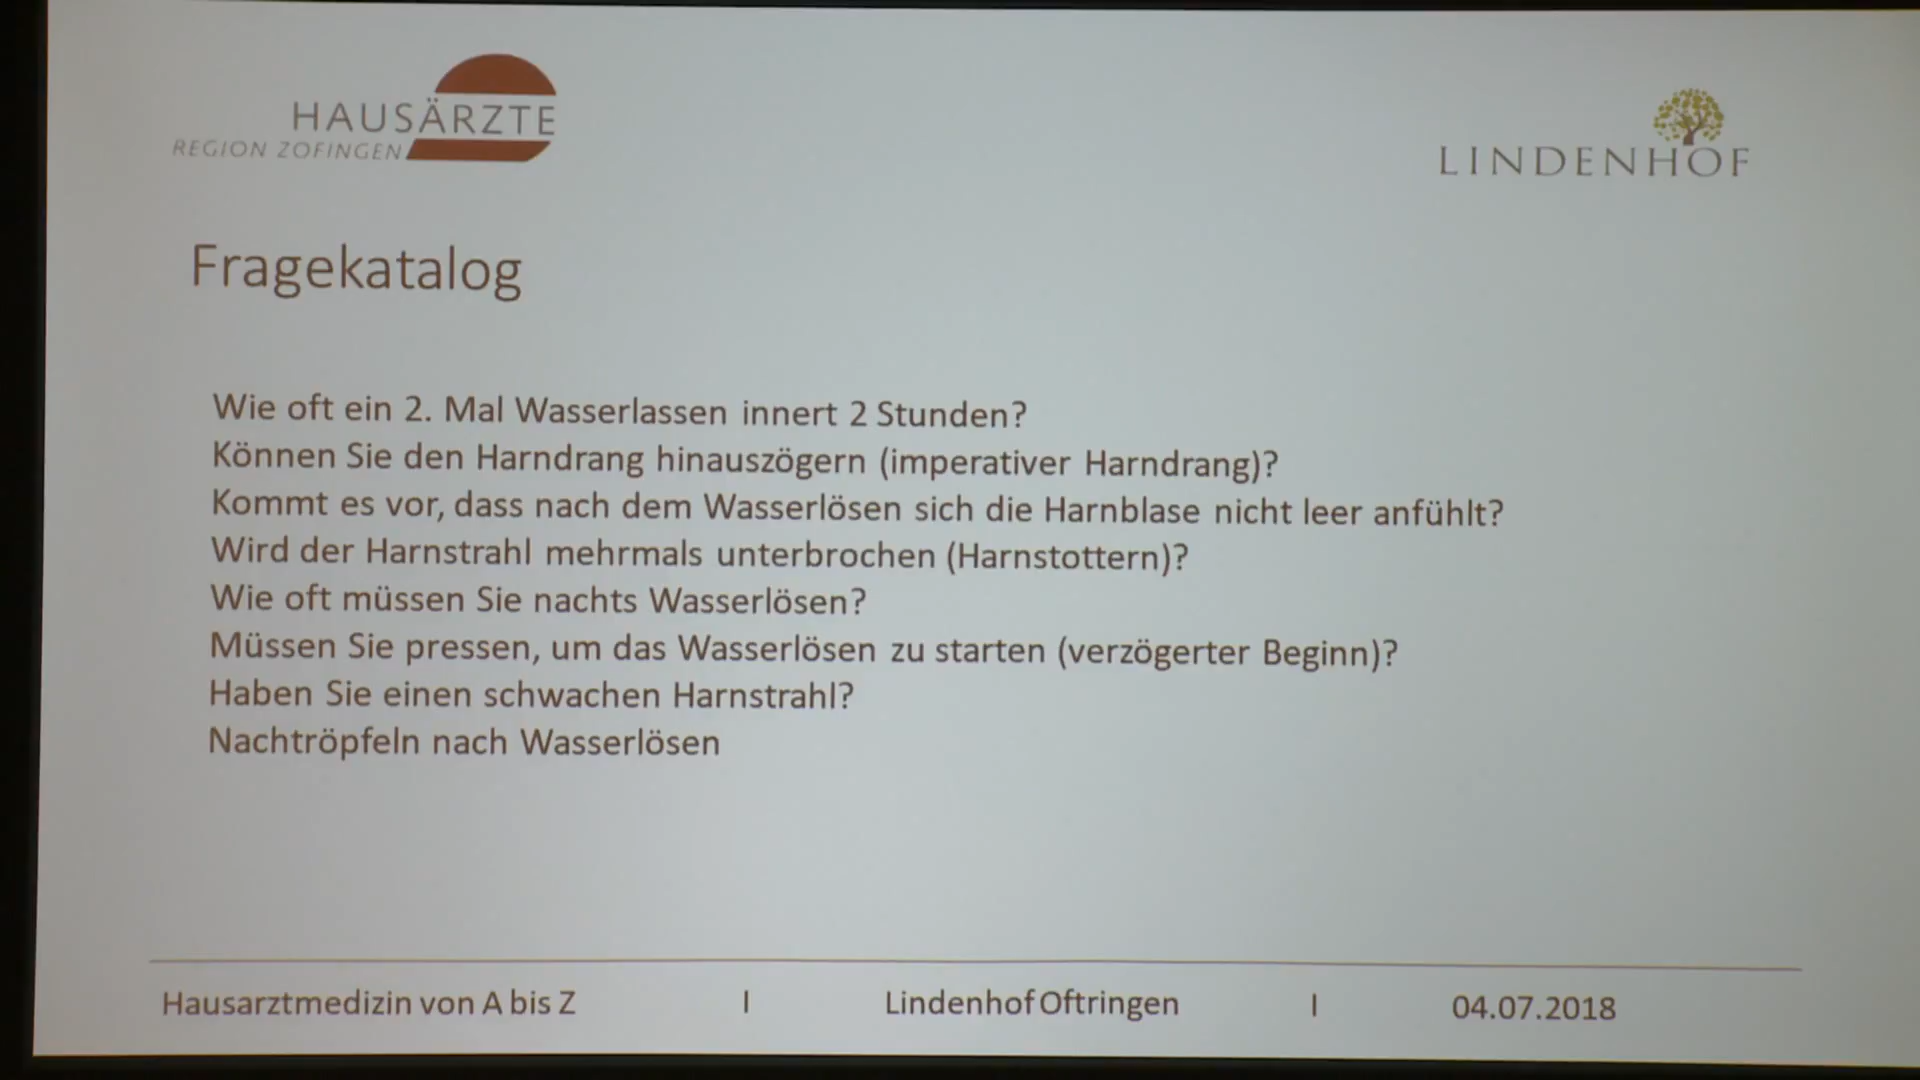 HAUSÄRZTE
REGION ZOFINGEN
LINDENHOF
Fragekatalog
Wie oft ein 2. Mal Wasserlassen innert 2 Stunden?
Können Sie den Harndrang hinauszögern (imperativer Harndrang)?
Kommt es vor, dass nach dem Wasserlösen sich die Harnblase nicht leer anfühlt?
Wird der Harnstrahl mehrmals unterbrochen (Harnstottern)?
Wie oft müssen Sie nachts Wasserlösen?
Müssen Sie pressen, um das Wasserlösen zu starten (verzögerter Beginn)?
Haben Sie einen schwachen Harnstrahl?
Nachtröpfeln nach Wasserlösen
Hausarztmedizin von A bis Z I Lindenhof Oftringen I 04.07.2018